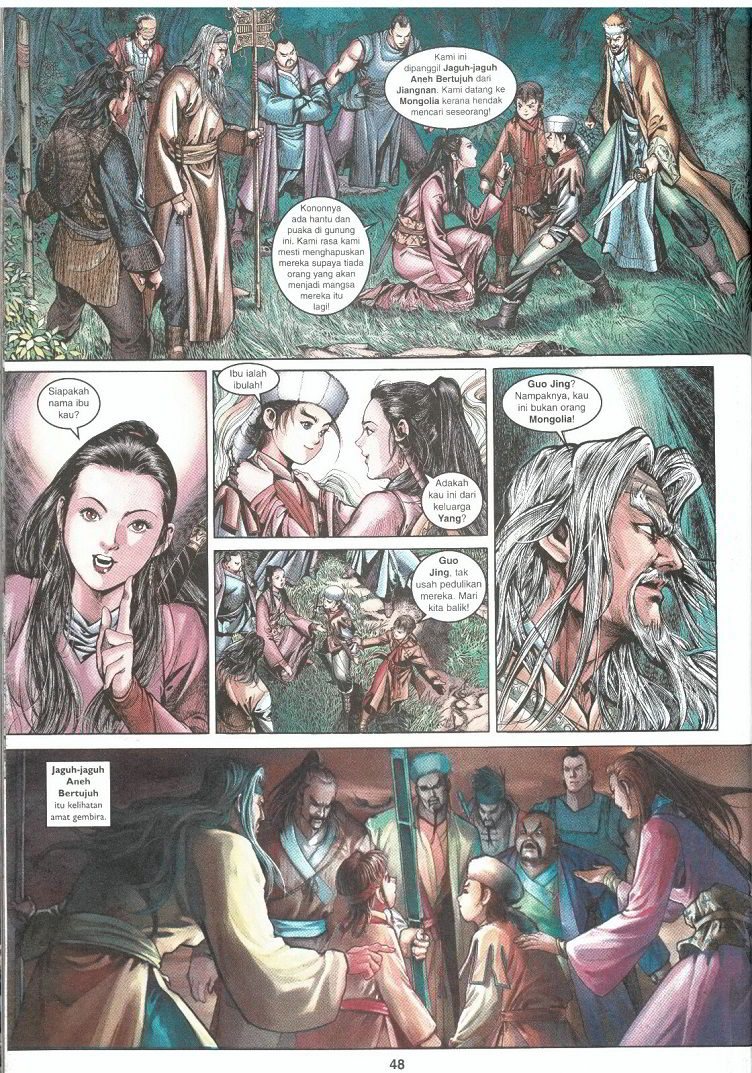 Kami ini
dipanggil Jaguh-jaguh
Aneh Bertujuh dari
Jiangnan. Kami datang ke
Mongolia kerana hendak
mencari seseorang!
Kononnya
ada hantu dan
puaka di gunung
ini. Kami rasa kami
mesti menghapuskan
mereka supaya tiada
orang yang akan
menjadi mangsa
mereka itu
lagi!
Siapakah
nama ibu
kau?
Ibu ialah
ibulah!
Adakah
kau ini dari
keluarga
Yang?
Guo
Jing, tak
usah pedulikan
mereka. Mari
kita balik!
Guo Jing?
Nampaknya, kau
ini bukan orang
Mongolia!
Jaguh-jaguh
Aneh
Bertujuh
itu kelihatan
amat gembira.
48